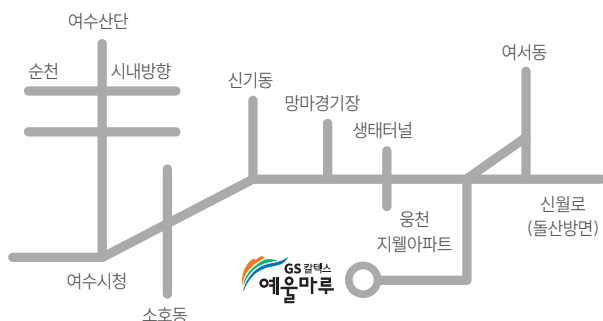 여수산단
순천
시내방향
신기동
망마경기장
생태터널
여서동
웅천
지웰아파트
신월로
(돌산방면)
여수시청
소호동
GS칼텍스
예울마루